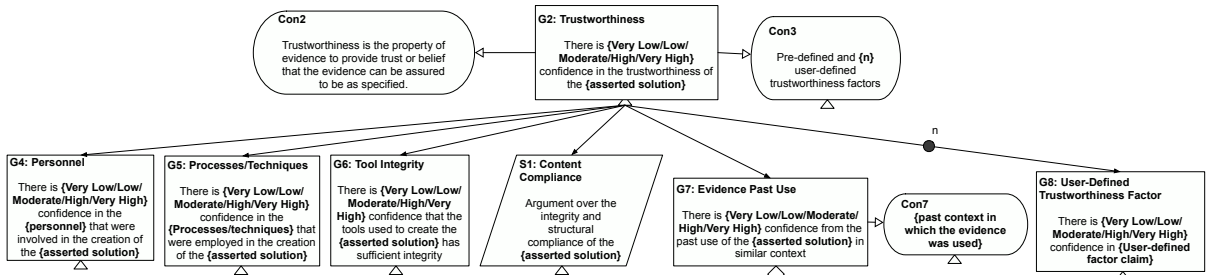 Con2
Trustworthiness is the property of
evidence to provide trust or belief
that the evidence can be assured
to be as specified.
G2: Trustworthiness
There is {Very Low/Low/
Moderate/High/Very High}
confidence in the trustworthiness of
the {asserted solution}
Con3
Pre-defined and {n}
user-defined
trustworthiness factors
n
G4: Personnel
There is {Very Low/Low/
Moderate/High/Very High}
confidence in the
{personnel} that were
involved in the creation of
the {asserted solution}
G5: Processes/Techniques
There is {Very Low/Low/
Moderate/High/Very High}
confidence in the
{Processes/techniques} that
were employed in the creation
of the {asserted solution}
G6: Tool Integrity
There is {Very Low/Low/
Moderate/High/Very
High} confidence that the
tools used to create the
{asserted solution} has
sufficient integrity
S1: Content
Compliance
Argument over the
integrity and
structural
compliance of the
{asserted solution}
G7: Evidence Past Use
There is {Very Low/Low/Moderate/
High/Very High} confidence from the
past use of the {asserted solution} in
similar context
Con7
{past context in
which the evidence
was used}
G8: User-Defined
Trustworthiness Factor
There is {Very Low/Low/
Moderate/High/Very High}
confidence in {User-defined
factor claim}